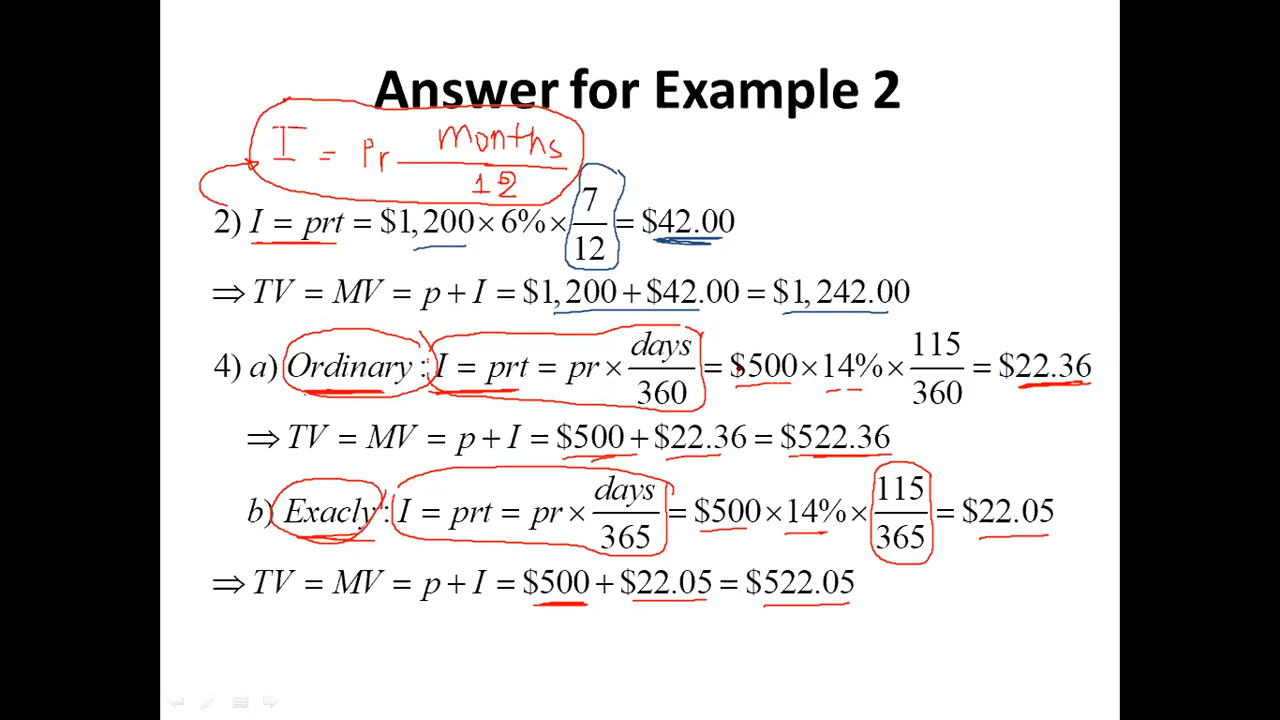 Answer for Example 2
I = Pr months/12
2) I = prt = $1,200 × 6% × 7/12 = $42.00
⇒ TV = MV = p + I = $1,200 + $42.00 = $1,242.00
4) a) Ordinary : I = prt = pr × days/360 = $500 × 14% × 115/360 = $22.36
⇒ TV = MV = p + I = $500 + $22.36 = $522.36
b) Exacly : I = prt = pr × days/365 = $500 × 14% × 115/365 = $22.05
⇒ TV = MV = p + I = $500 + $22.05 = $522.05